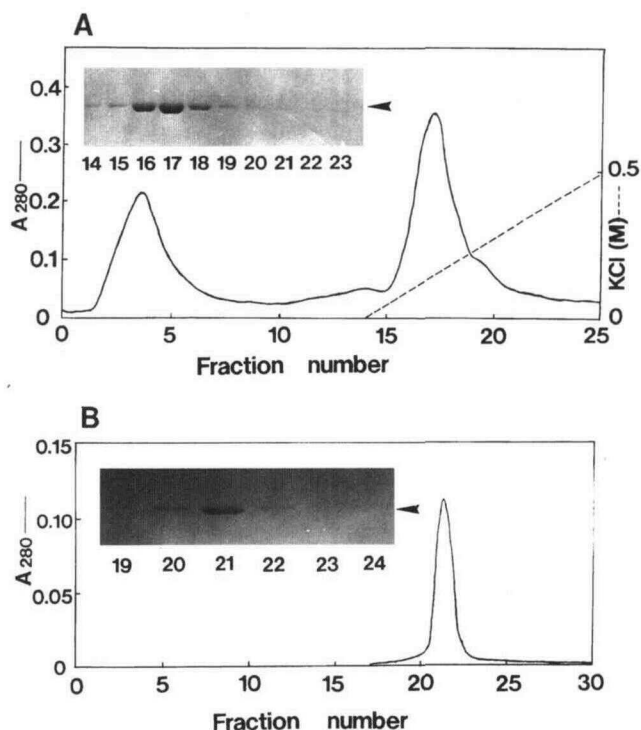 A
0.4
0.3
0.2
0.1
0
A280
14 15 16 17 18 19 20 21 22 23
0.5
0
KCl (M)
0 5 10 15 20 25
Fraction number
B
0.15
0.10
0.05
0
A280
19 20 21 22 23 24
0 5 10 15 20 25 30
Fraction number